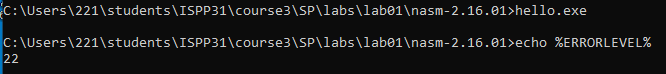 C:\Users\221\students\ISPP31\course3\SP\labs\lab01\nasm-2.16.01>hello.exe
C:\Users\221\students\ISPP31\course3\SP\labs\lab01\nasm-2.16.01>echo %ERRORLEVEL%
22